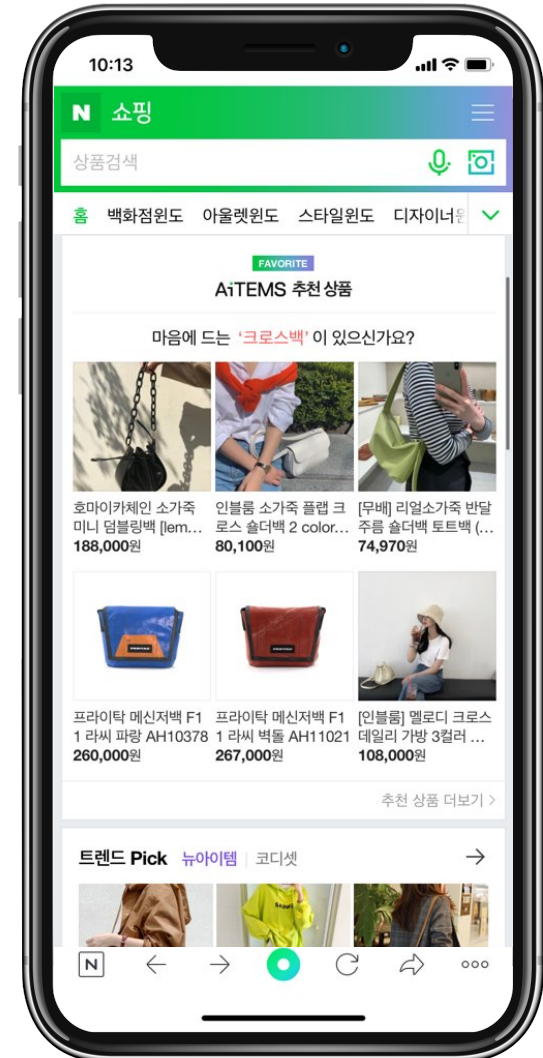 10:13
N 쇼핑
상품검색
홈 백화점윈도 아울렛윈도 스타일윈도 디자이너윈
FAVORITE
AiTEMS 추천 상품
마음에 드는 '크로스백' 이 있으신가요?
호마이카체인 소가죽
미니 덤블링백 [lem...
188,000원
인블룸 소가죽 플랩 크
로스 숄더백 2 color...
80,100원
[무배] 리얼소가죽 반달
주름 숄더백 토트백 (...
74,970원
프라이탁 메신저백 F1
1 라씨 파랑 AH10378
260,000원
프라이탁 메신저백 F1
1 라씨 벽돌 AH11021
267,000원
[인블룸] 멜로디 크로스
데일리 가방 3컬러 ...
108,000원
추천 상품 더보기 >
트렌드 Pick 뉴아이템 | 코디셋
N